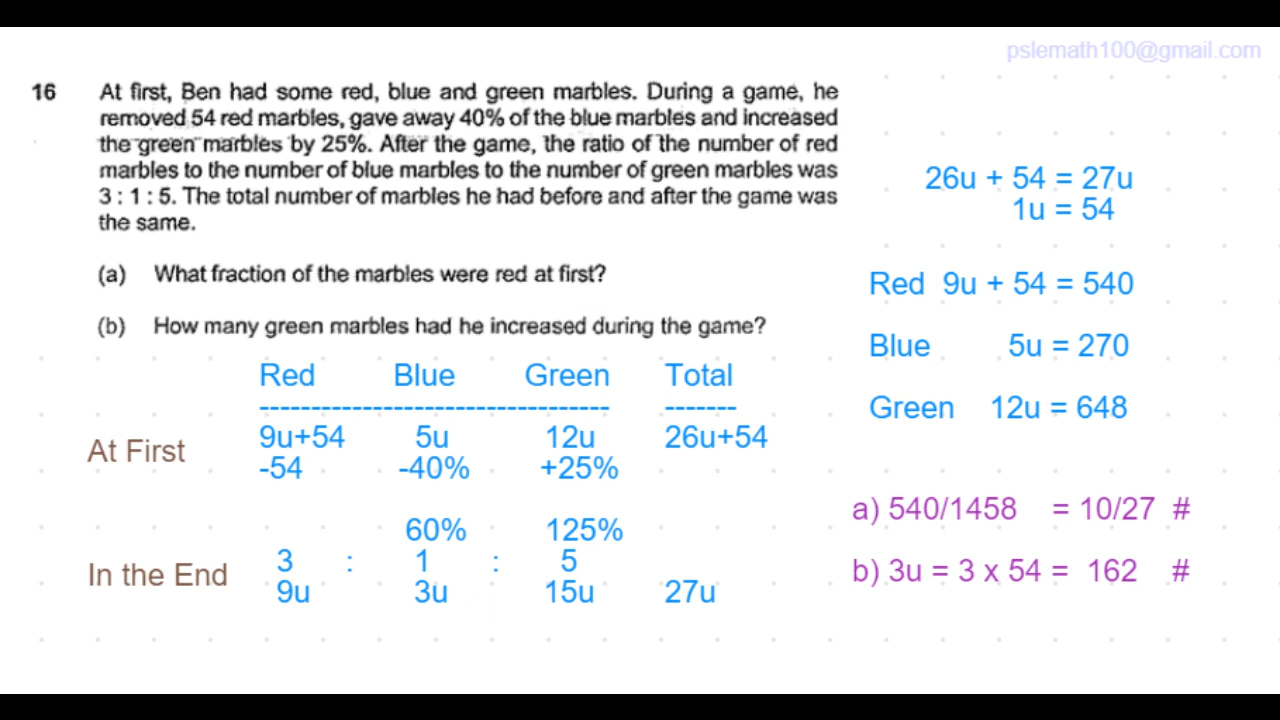 pslemath100@gmail.com
16 At first, Ben had some red, blue and green marbles. During a game, he
removed 54 red marbles, gave away 40% of the blue marbles and increased
the green marbles by 25%. After the game, the ratio of the number of red
marbles to the number of blue marbles to the number of green marbles was
3 : 1 : 5. The total number of marbles he had before and after the game was
the same.
(a) What fraction of the marbles were red at first?
(b) How many green marbles had he increased during the game?
Red Blue Green Total
---------------------------------- -------
At First 9u+54 5u 12u 26u+54
-54 -40% +25%
60% 125%
In the End 3 : 1 : 5
9u 3u 15u 27u
26u + 54 = 27u
1u = 54
Red 9u + 54 = 540
Blue 5u = 270
Green 12u = 648
a) 540/1458 = 10/27 #
b) 3u = 3 x 54 = 162 #